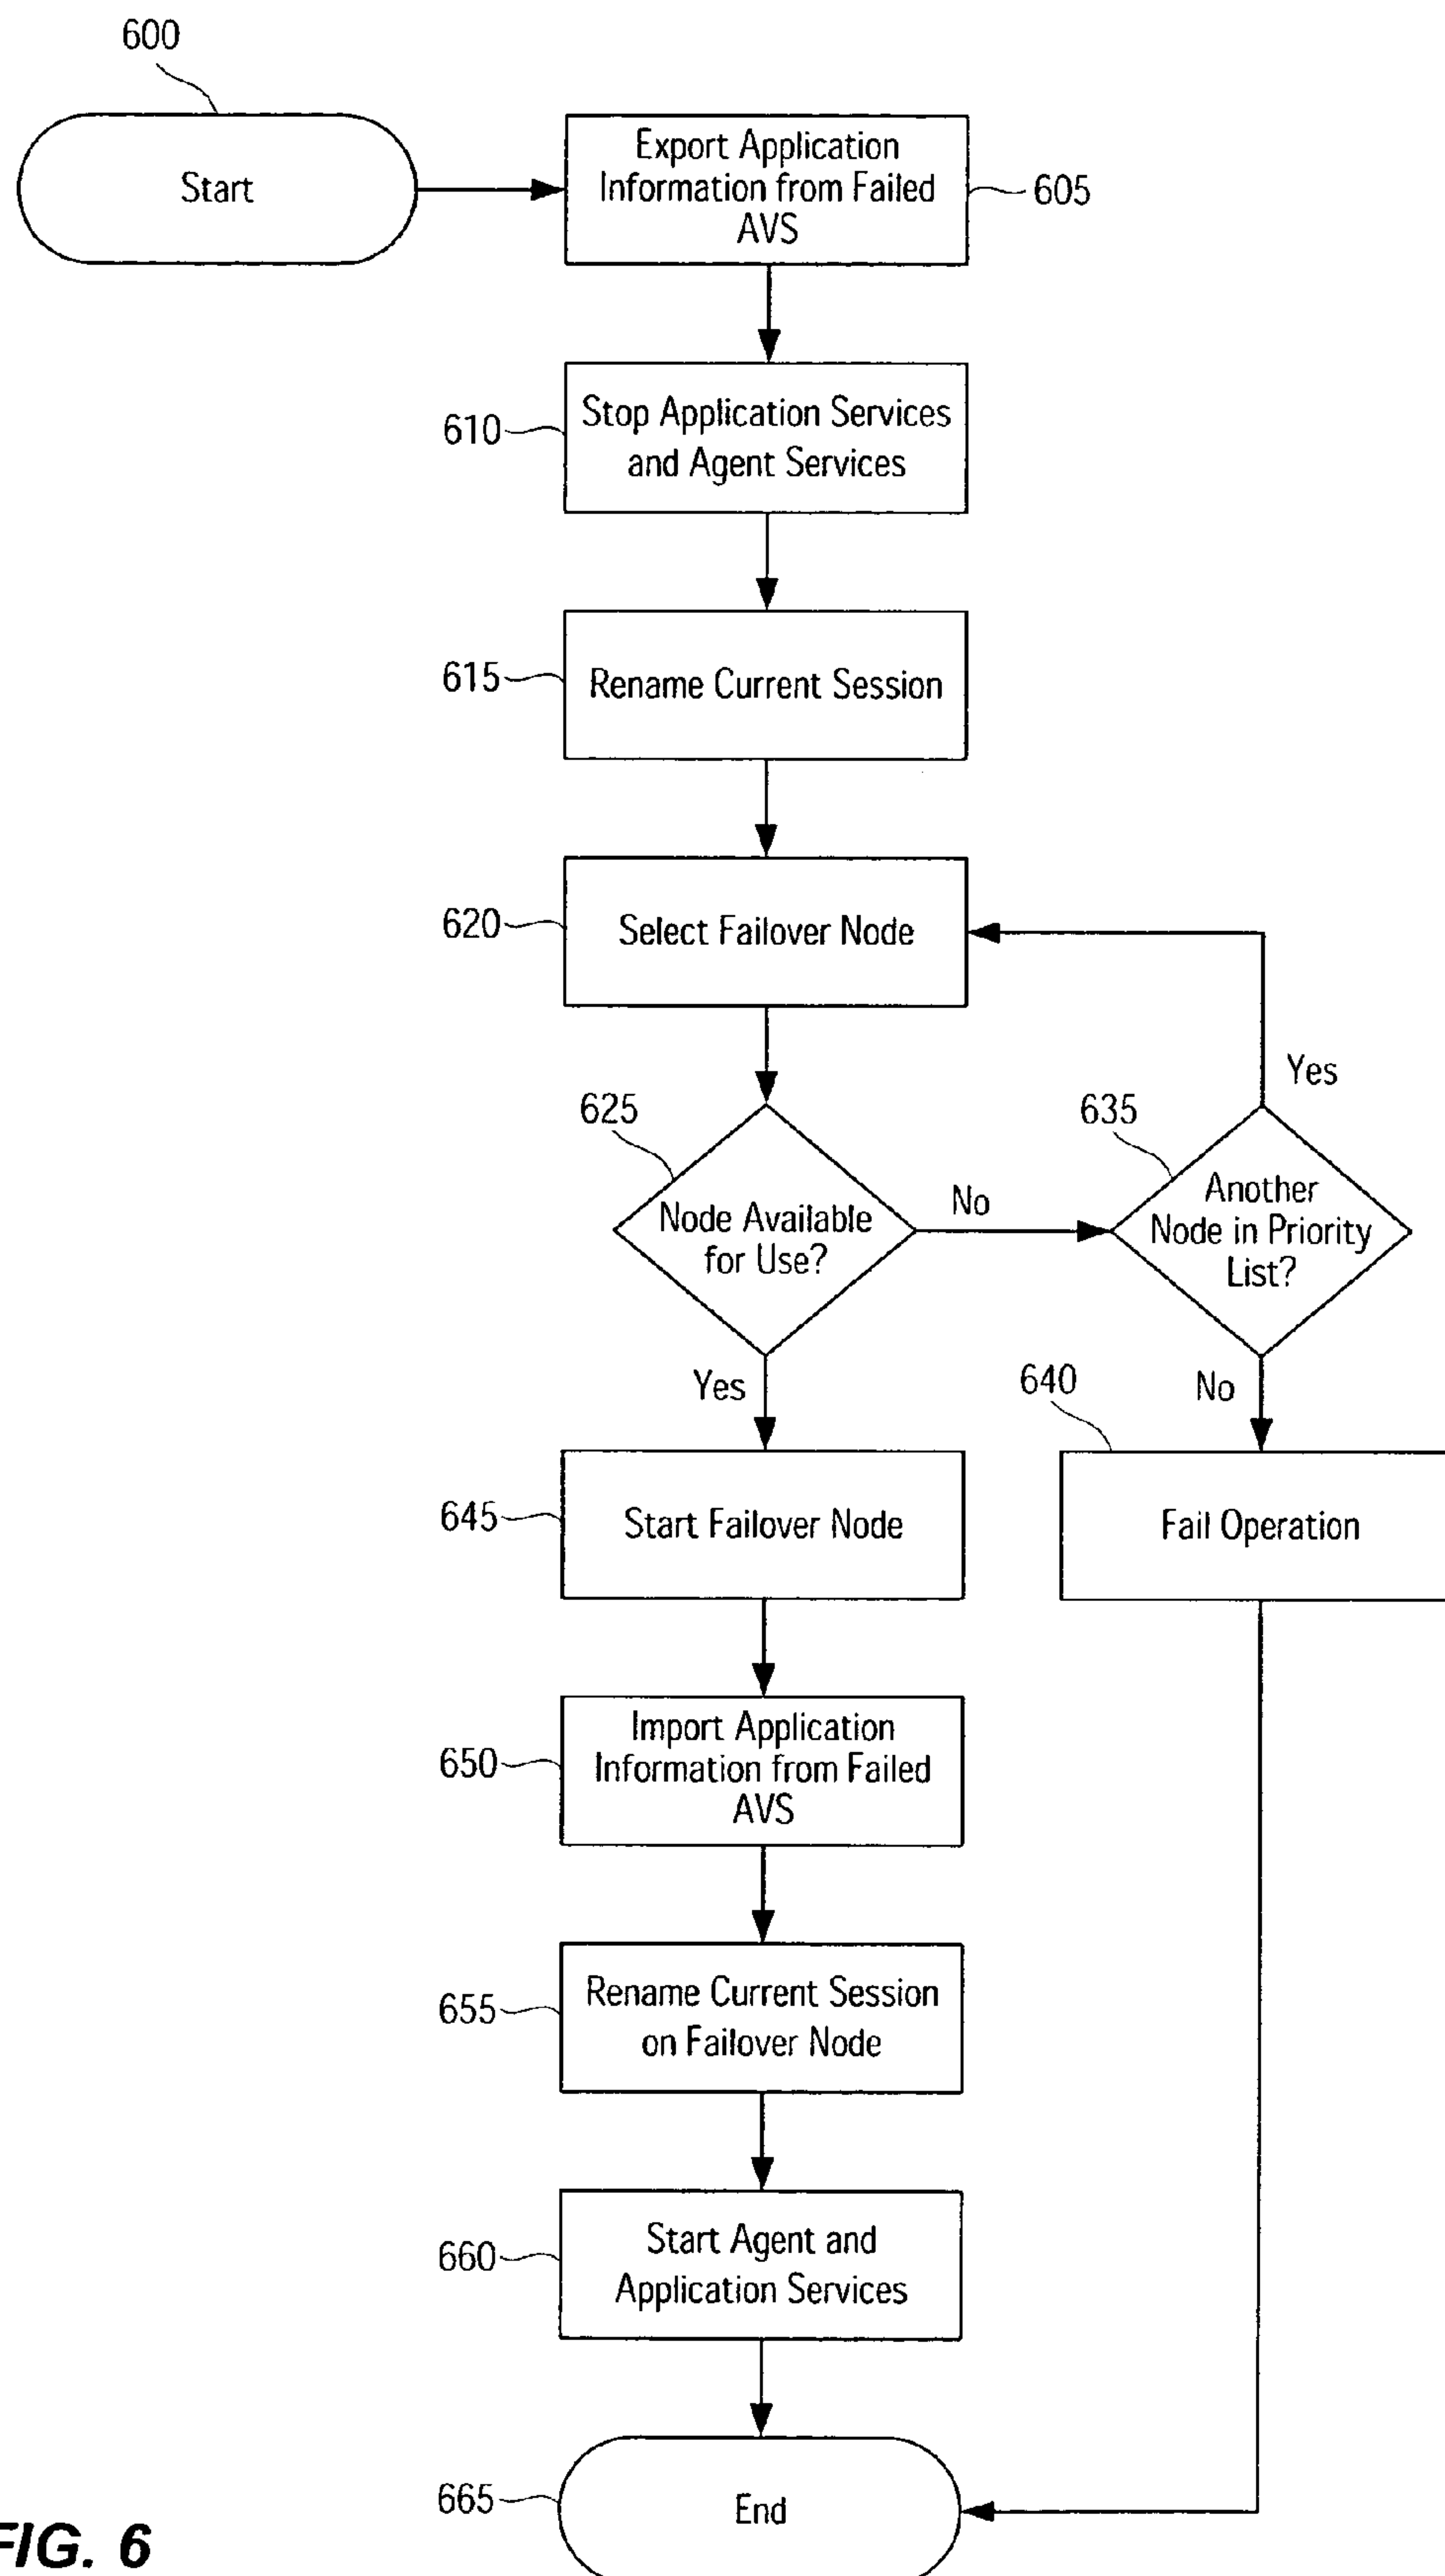 600
Start
Export Application
Information from Failed
AVS
605
610
Stop Application Services
and Agent Services
615
Rename Current Session
620
Select Failover Node
Yes
625
635
Node Available
for Use?
No
Another
Node in Priority
List?
Yes
640
No
645
Start Failover Node
Fail Operation
650
Import Application
Information from Failed
AVS
655
Rename Current Session
on Failover Node
660
Start Agent and
Application Services
665
End
FIG. 6